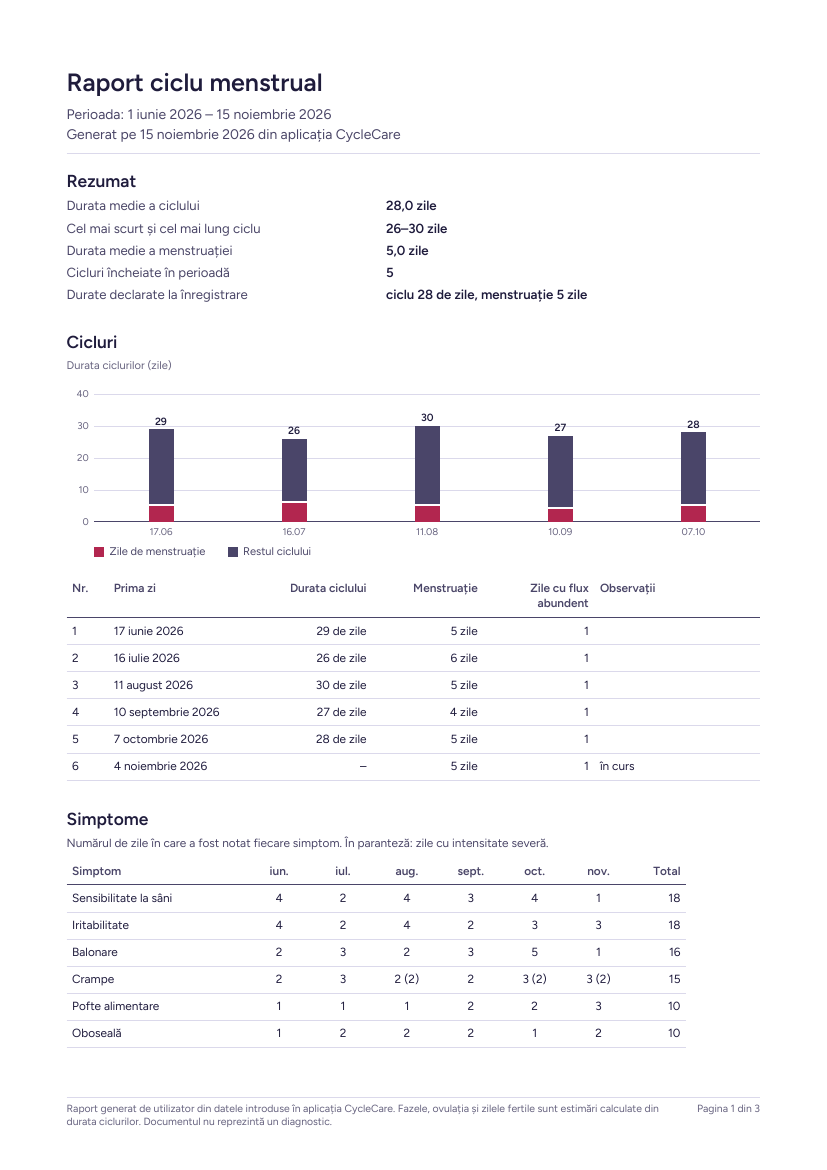 Raport ciclu menstrual
Perioada: 1 iunie 2026 – 15 noiembrie 2026
Generat pe 15 noiembrie 2026 din aplicația CycleCare
Rezumat
Durata medie a ciclului 28,0 zile
Cel mai scurt și cel mai lung ciclu 26–30 zile
Durata medie a menstruației 5,0 zile
Cicluri încheiate în perioadă 5
Durate declarate la înregistrare ciclu 28 de zile, menstruație 5 zile
Cicluri
Durata ciclurilor (zile)
40
30
20
10
0
29 26 30 27 28
17.06 16.07 11.08 10.09 07.10
Zile de menstruație Restul ciclului
Nr. Prima zi Durata ciclului Menstruație Zile cu flux Observații
abundent
1 17 iunie 2026 29 de zile 5 zile 1
2 16 iulie 2026 26 de zile 6 zile 1
3 11 august 2026 30 de zile 5 zile 1
4 10 septembrie 2026 27 de zile 4 zile 1
5 7 octombrie 2026 28 de zile 5 zile 1
6 4 noiembrie 2026 – 5 zile 1 în curs
Simptome
Numărul de zile în care a fost notat fiecare simptom. În paranteză: zile cu intensitate severă.
Simptom iun. iul. aug. sept. oct. nov. Total
Sensibilitate la sâni 4 2 4 3 4 1 18
Iritabilitate 4 2 4 2 3 3 18
Balonare 2 3 2 3 5 1 16
Crampe 2 3 2 (2) 2 3 (2) 3 (2) 15
Pofte alimentare 1 1 1 2 2 3 10
Oboseală 1 2 2 2 1 2 10
Raport generat de utilizator din datele introduse în aplicația CycleCare. Fazele, ovulația și zilele fertile sunt estimări calculate din Pagina 1 din 3
durata ciclurilor. Documentul nu reprezintă un diagnostic.